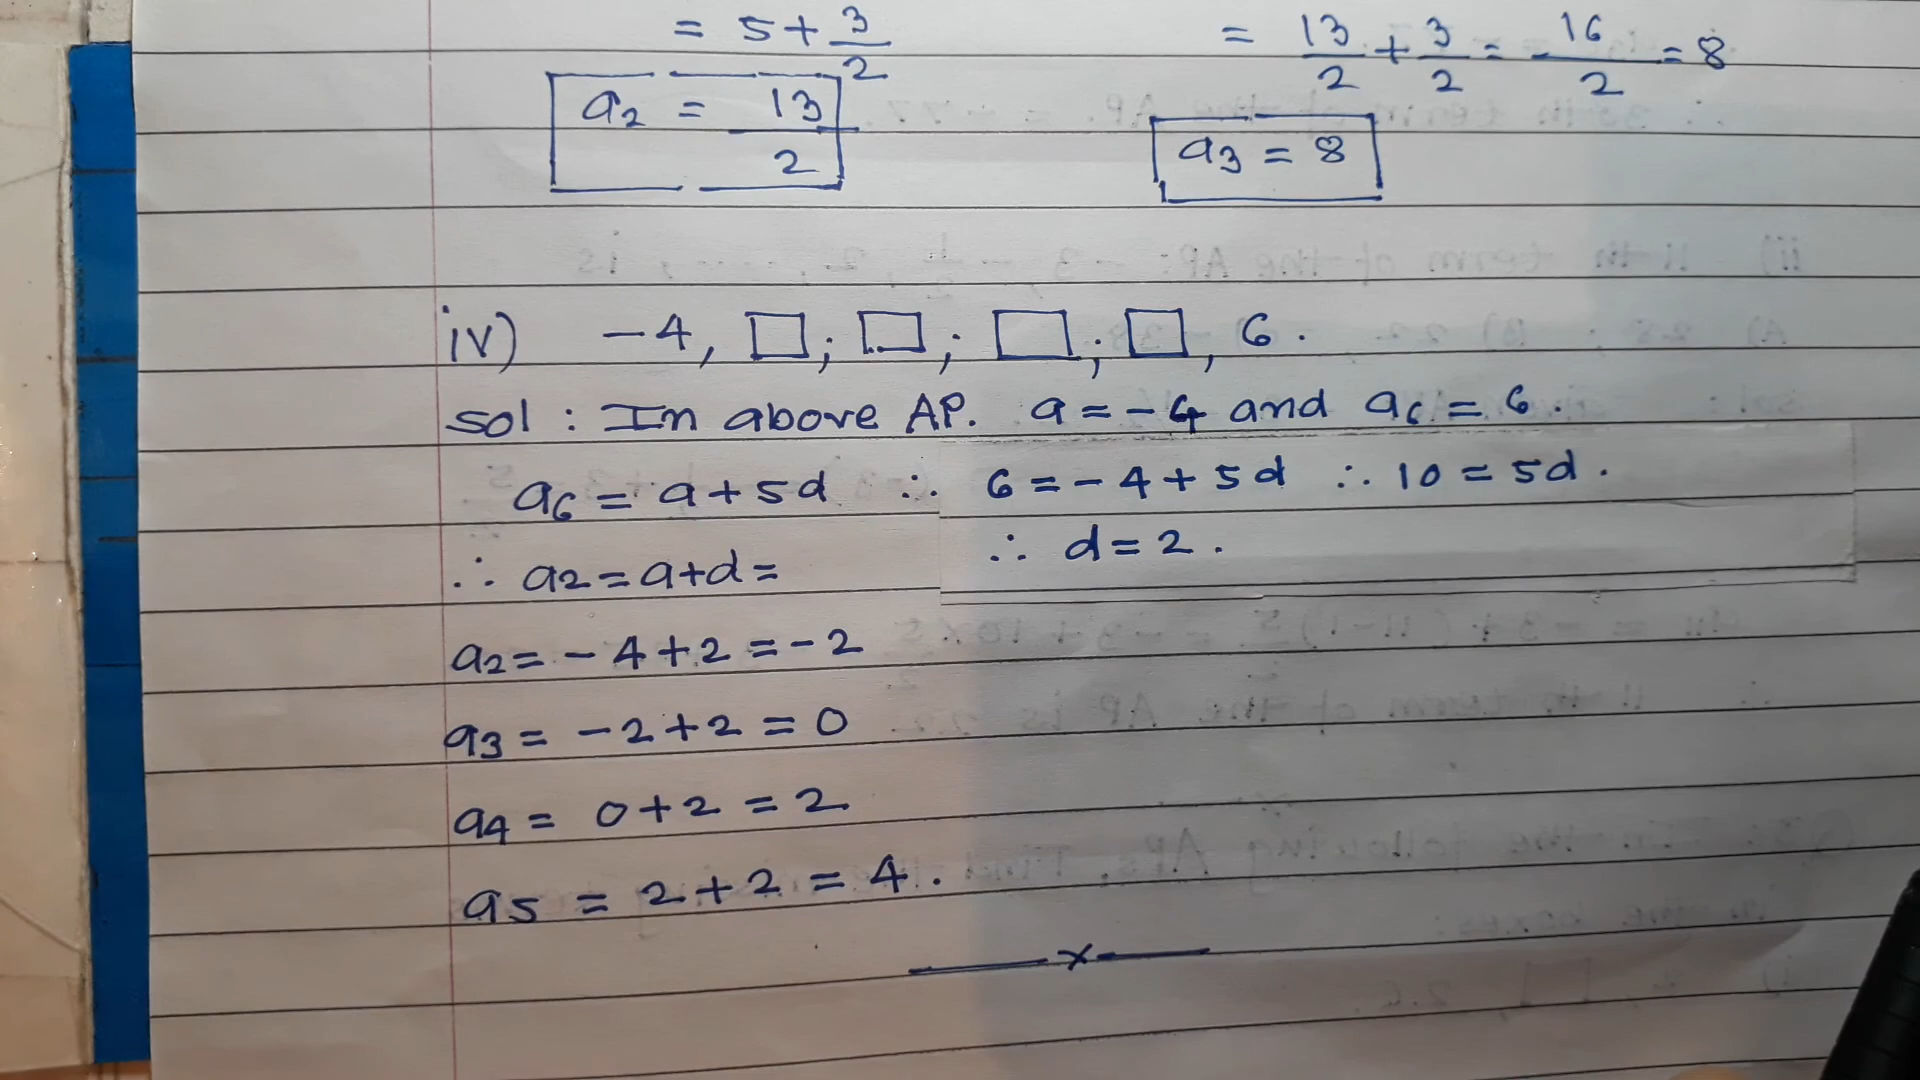 = 5 + 3/2
= 13/2 + 3/2 = 16/2 = 8
a2 = 13/2
a3 = 8
iv) -4, □; □; □; □, 6.
sol : In above AP. a = -4 and a6 = 6.
a6 = a + 5d ∴ 6 = -4 + 5d ∴ 10 = 5d.
∴ d = 2.
∴ a2 = a+d =
a2 = -4+2 = -2
a3 = -2+2 = 0
a4 = 0+2 = 2
a5 = 2+2 = 4.
x